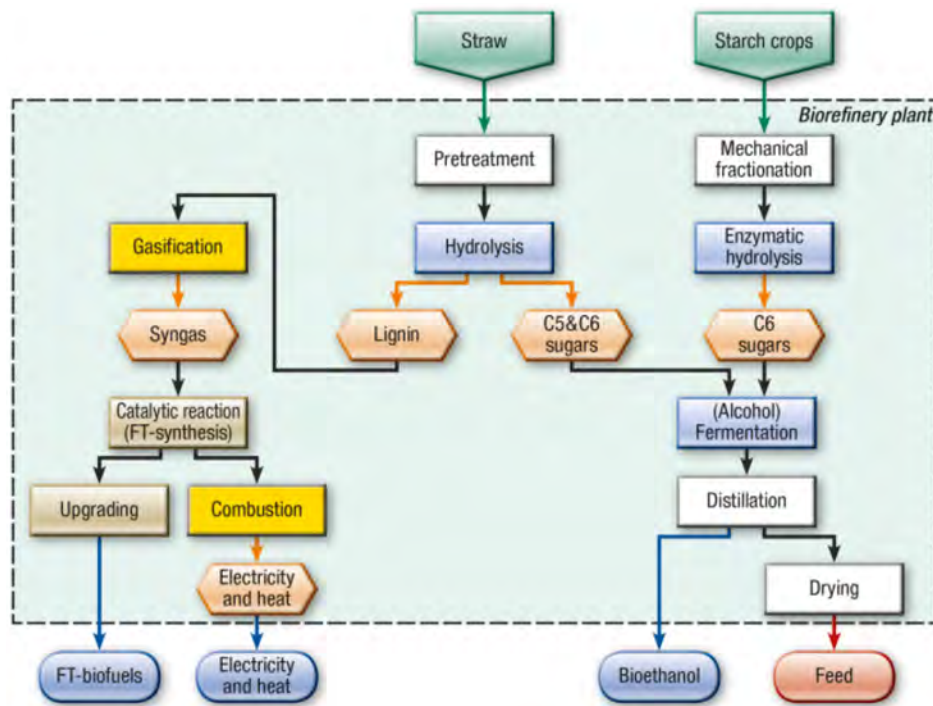 Straw
Starch crops
Biorefinery plant
Pretreatment
Mechanical
fractionation
Gasification
Hydrolysis
Enzymatic
hydrolysis
Syngas
Lignin
C5&C6
sugars
C6
sugars
Catalytic reaction
(FT-synthesis)
(Alcohol)
Fermentation
Upgrading
Combustion
Distillation
Electricity
and heat
Drying
FT-biofuels
Electricity
and heat
Bioethanol
Feed